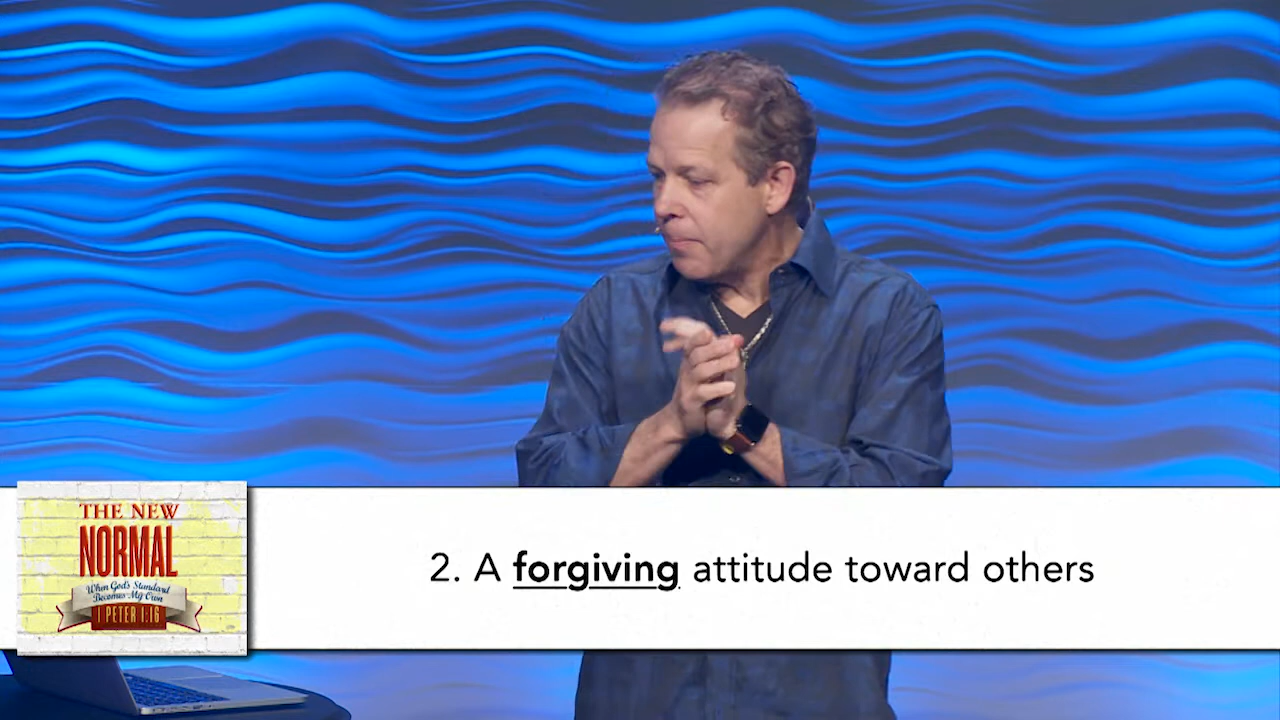 THE NEW
NORMAL
When God's Standard
Becomes My Own
1 PETER 1:16
2. A forgiving attitude toward others